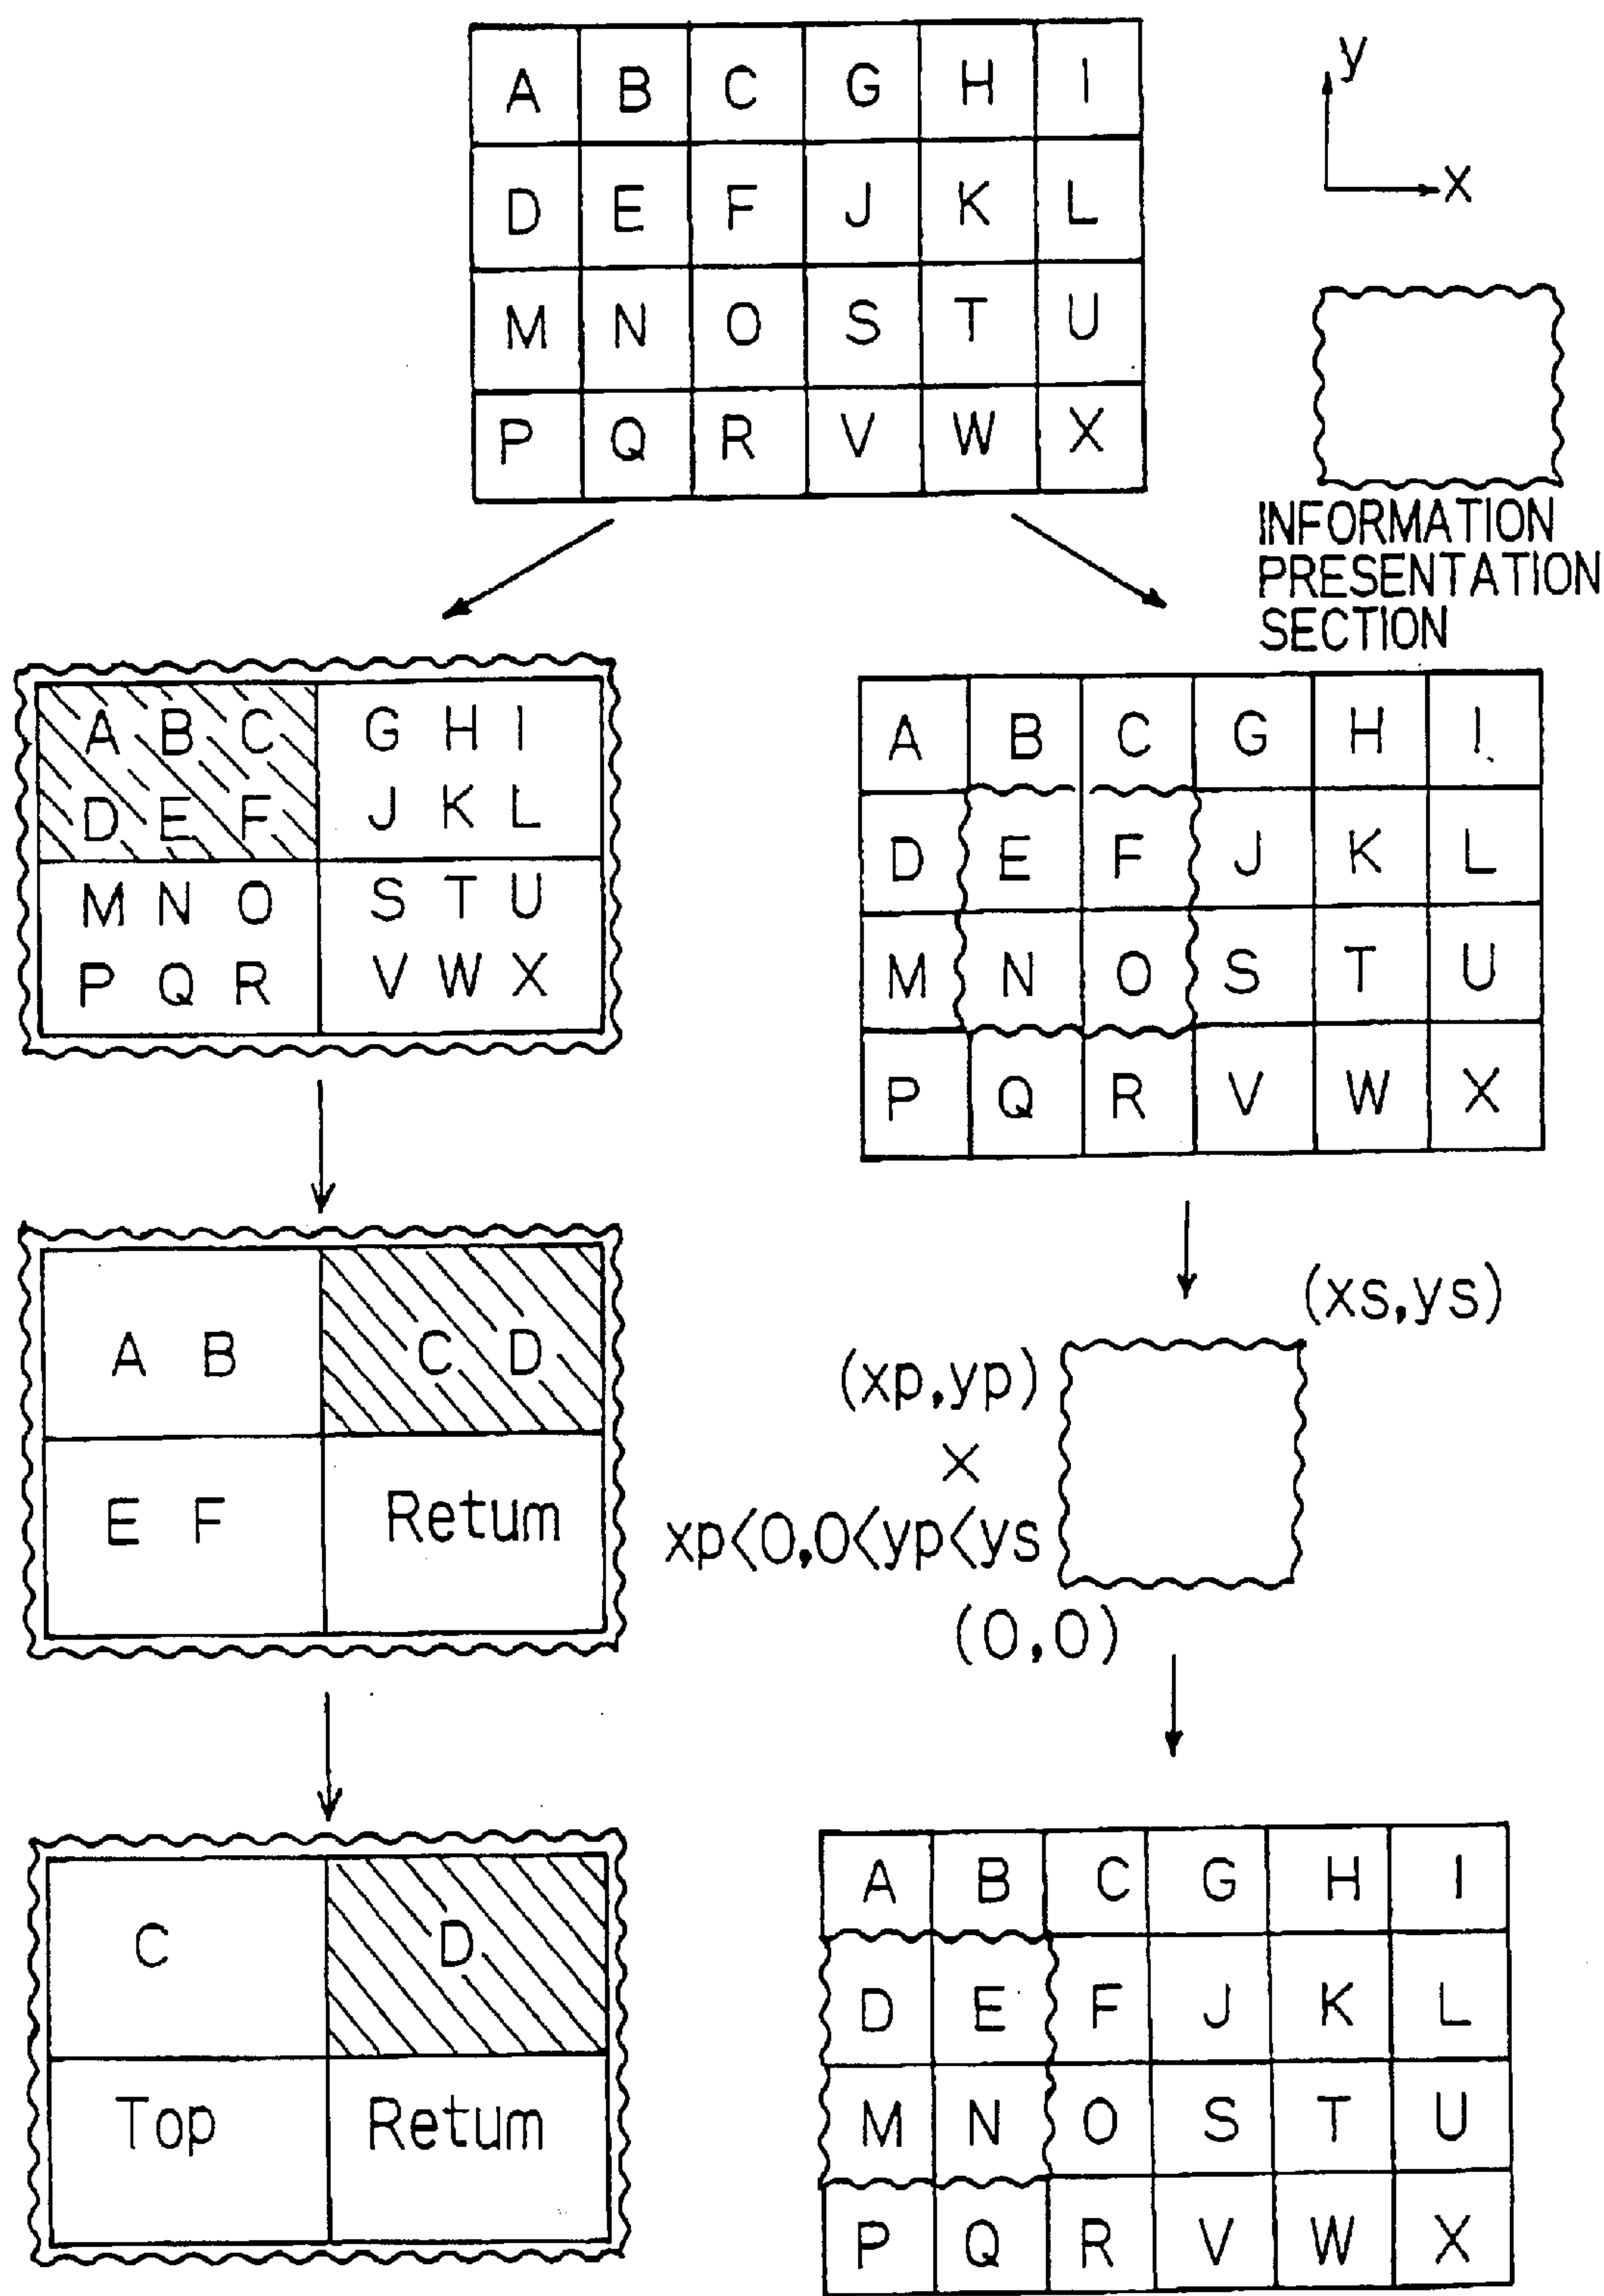 A B C G H I
D E F J K L
M N O S T U
P Q R V W X
y
x
INFORMATION
PRESENTATION
SECTION
A B C
D E F
G H I
J K L
M N O
P Q R
S T U
V W X
A B
C D
E F
Retum
C
D
Top
Retum
A B C G H I
D E F J K L
M N O S T U
P Q R V W X
(xs,ys)
(xp,yp)
×
xp<0,0<yp<ys
(0,0)
A B C G H I
D E F J K L
M N O S T U
P Q R V W X